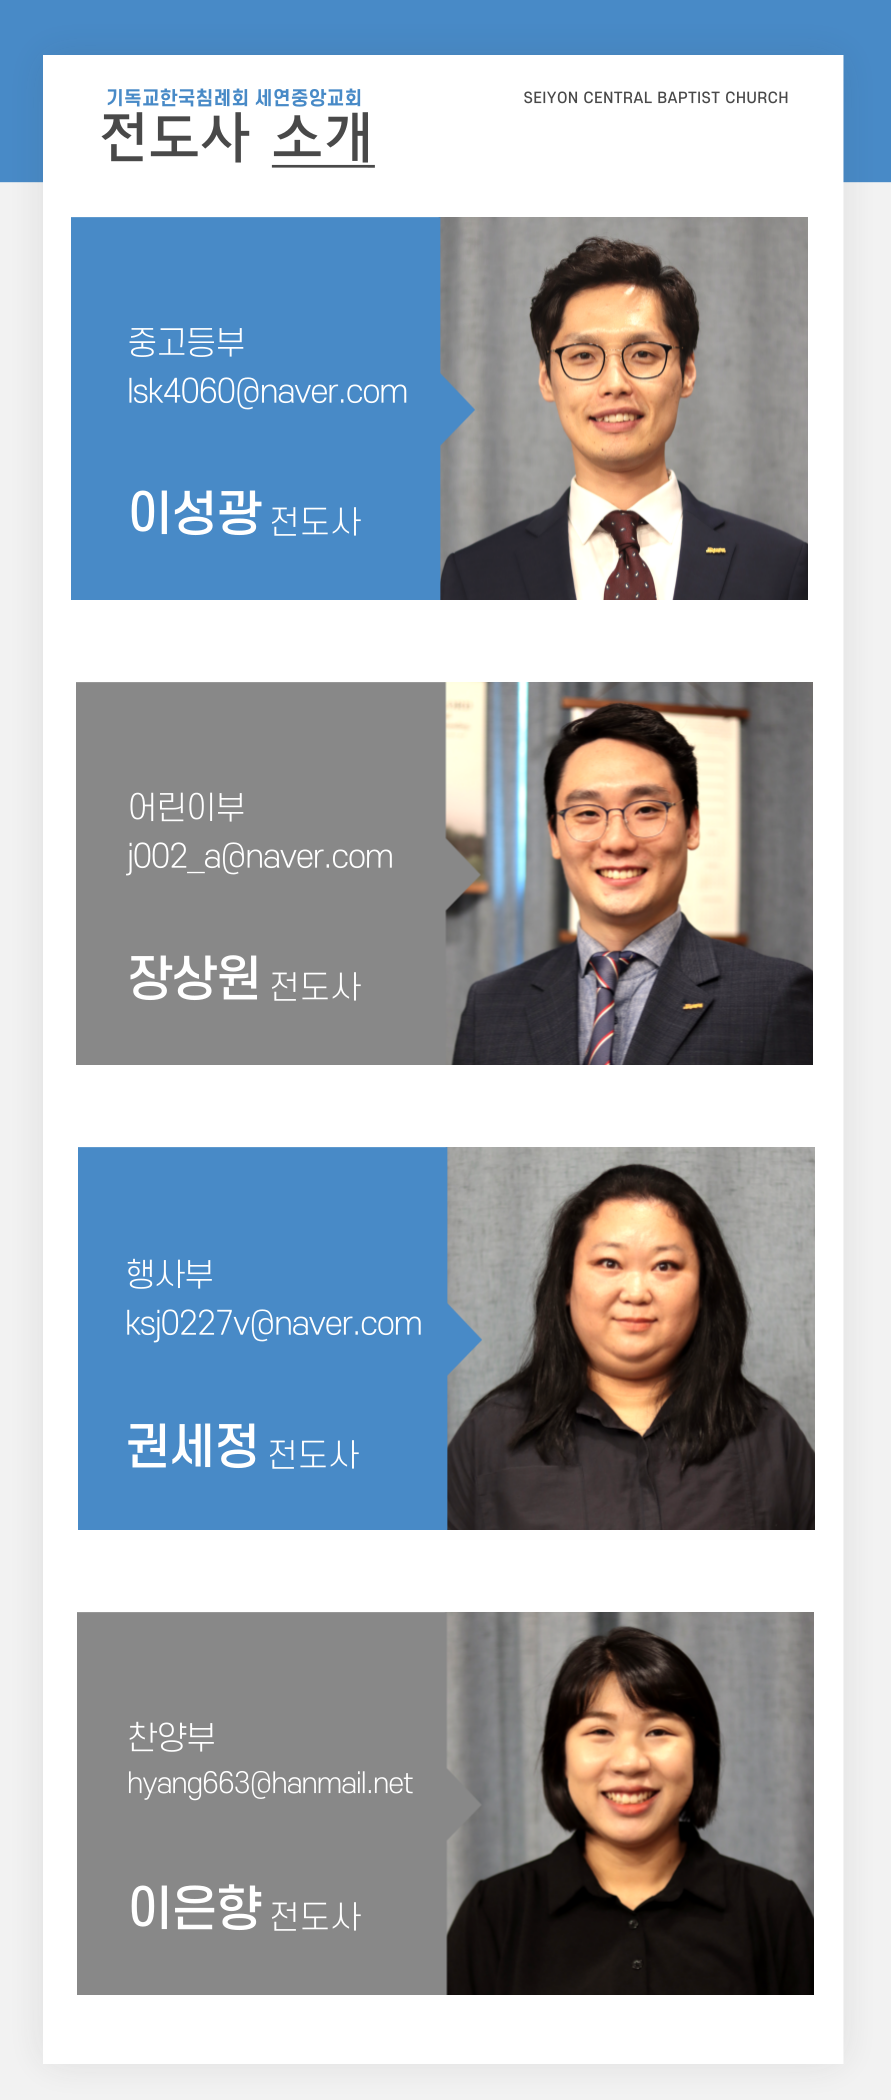 기독교한국침례회 세연중앙교회
SEIYON CENTRAL BAPTIST CHURCH
전도사 소개
중고등부
lsk4060@naver.com
이성광 전도사
어린이부
j002_a@naver.com
장상원 전도사
행사부
ksj0227v@naver.com
권세정 전도사
찬양부
hyang663@hanmail.net
이은향 전도사